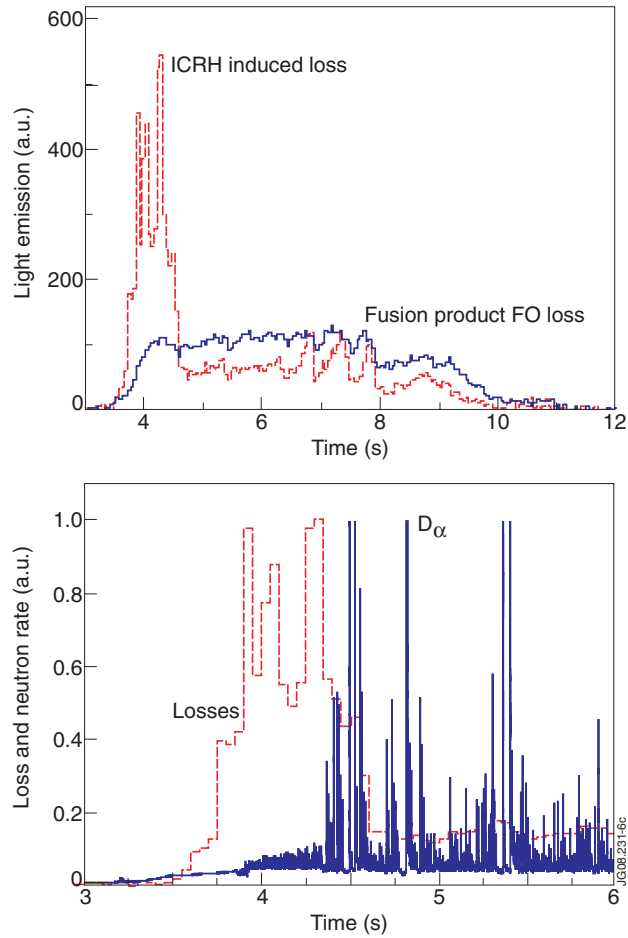 600
ICRH induced loss
400
Light emission (a.u.)
200
Fusion product FO loss
0
4
6
8
10
12
Time (s)
1.0
Dα
0.8
Loss and neutron rate (a.u.)
0.6
Losses
0.4
0.2
0
3
4
5
6
Time (s)
JG08.231-6c